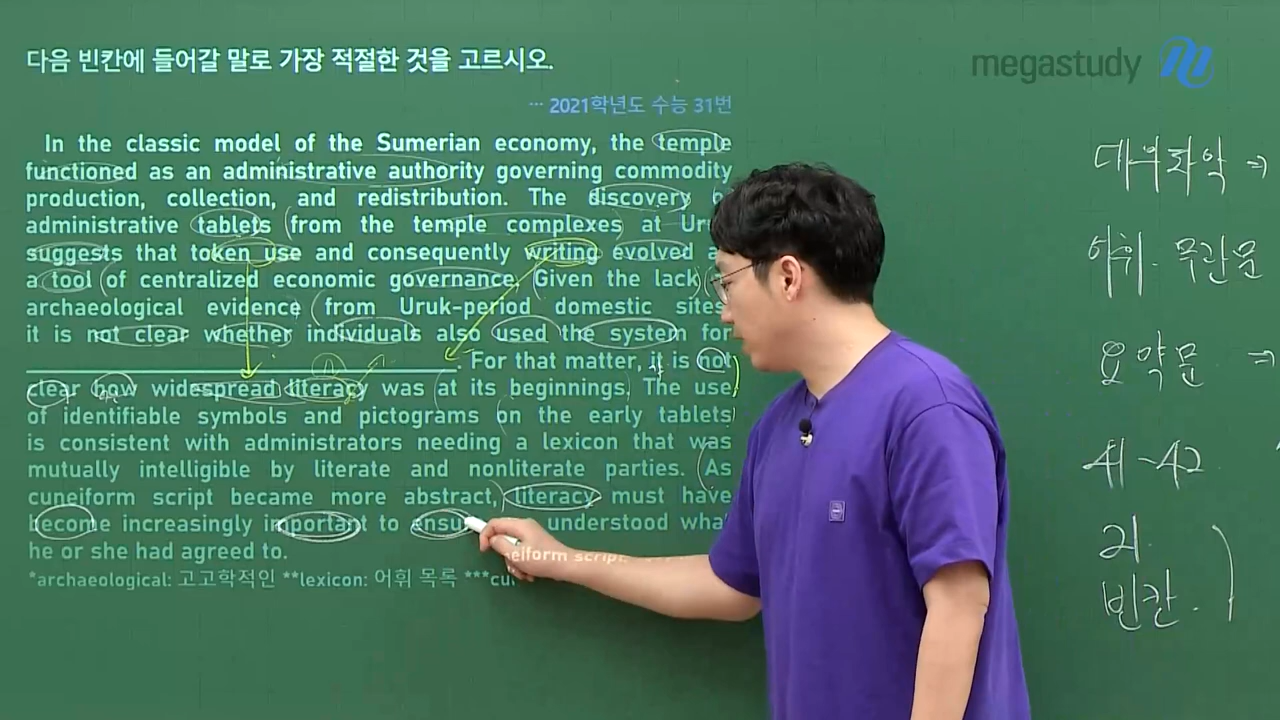 다음 빈칸에 들어갈 말로 가장 적절한 것을 고르시오.
megastudy
··· 2021학년도 수능 31번
In the classic model of the Sumerian economy, the temple
functioned as an administrative authority governing commodity
production, collection, and redistribution. The discovery
administrative tablets from the temple complexes at
suggests that token use and consequently writing evolved
a tool of centralized economic governance. Given the lack
archaeological evidence from Uruk-period domestic sites
it is not clear whether individuals also used the system for
. For that matter, it is not
clear how widespread literacy was at its beginnings. The use
of identifiable symbols and pictograms on the early tablets
is consistent with administrators needing a lexicon that was
mutually intelligible by literate and nonliterate parties. As
cuneiform script became more abstract, literacy must have
become increasingly important to understood
he or she had agreed to.
*archaeological: 고고학적인 **lexicon: 어휘 목록
대의파악 ⇒
어휘. 무관문
요약문 ⇒
41-42
21.
빈칸.